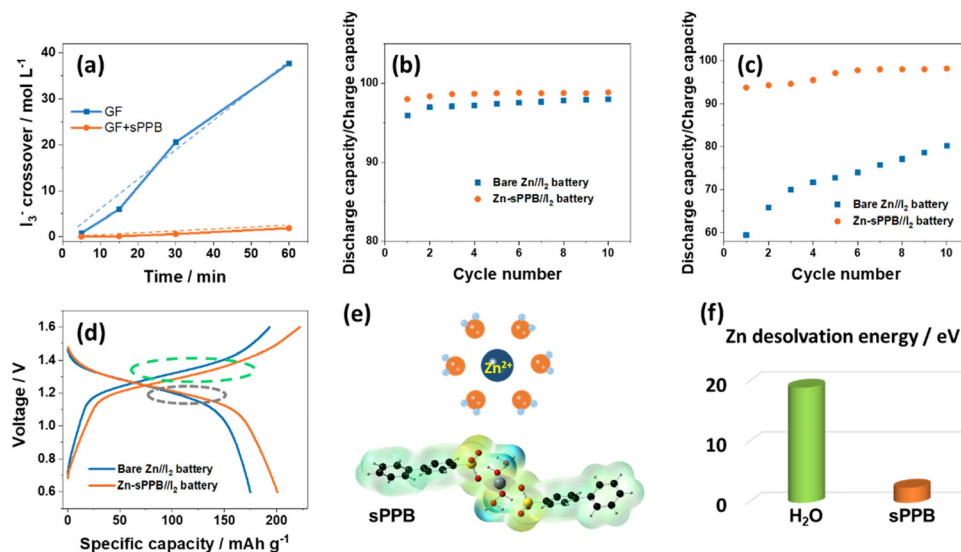 (a)
I₃⁻ crossover / mol L⁻¹
40
30
20
10
0
GF
GF+sPPB
0
10
20
30
40
50
60
Time / min
(b)
Discharge capacity/Charge capacity
100
95
80
Bare Zn//I₂ battery
Zn-sPPB//I₂ battery
0
2
4
6
8
10
Cycle number
(c)
Discharge capacity/Charge capacity
100
95
90
80
70
60
Bare Zn//I₂ battery
Zn-sPPB//I₂ battery
0
2
4
6
8
10
Cycle number
(d)
Voltage / V
1.6
1.4
1.2
1.0
0.8
0.6
Bare Zn//I₂ battery
Zn-sPPB//I₂ battery
0
50
100
150
200
Specific capacity / mAh g⁻¹
(e)
Zn²⁺
sPPB
(f)
Zn desolvation energy / eV
20
10
0
H₂O
sPPB